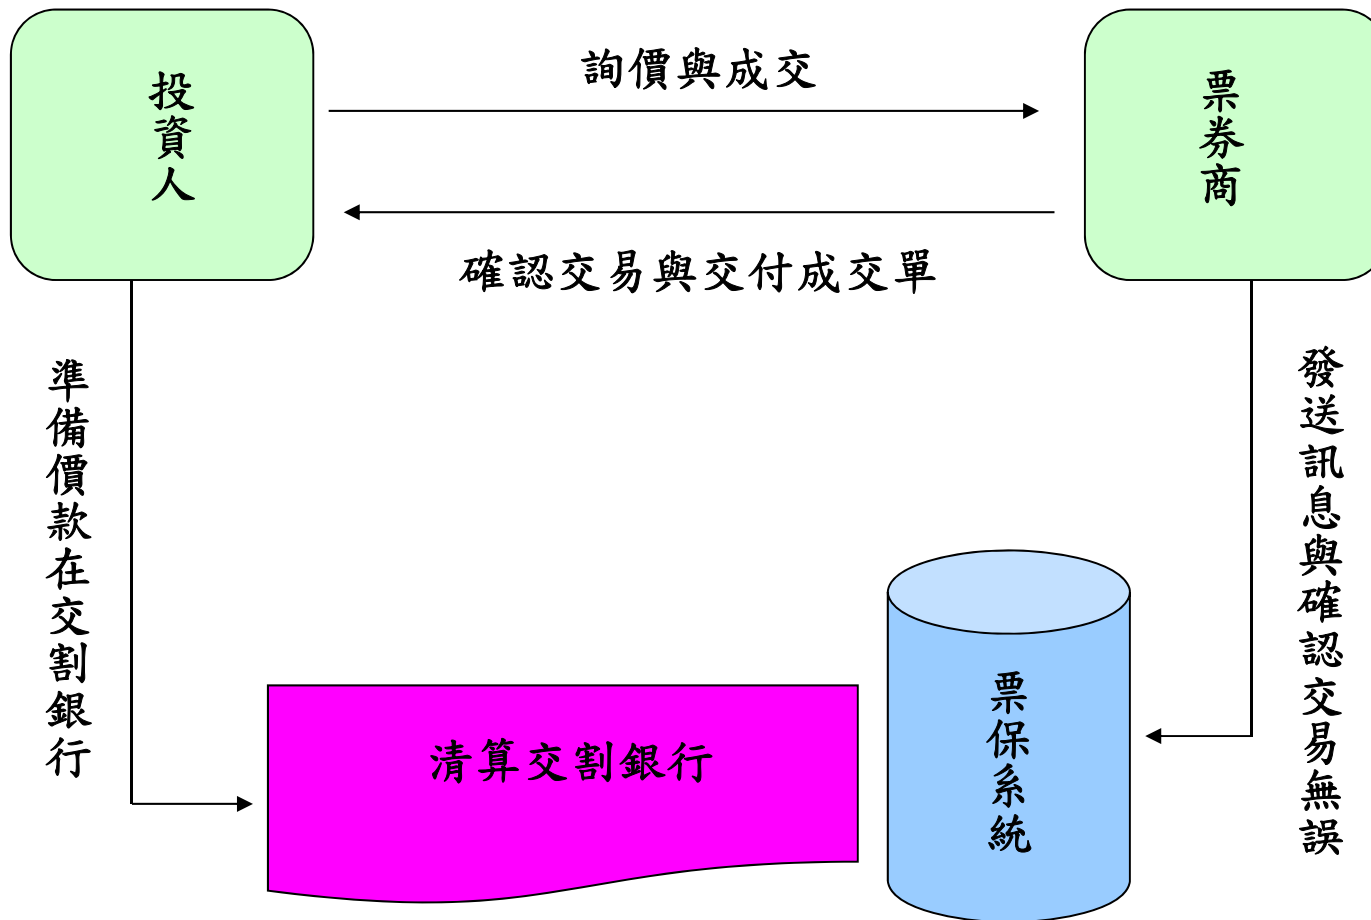 投資人
詢價與成交
票券商
確認交易與交付成交單
準備價款在交割銀行
發送訊息與確認交易無誤
清算交割銀行
票保系統